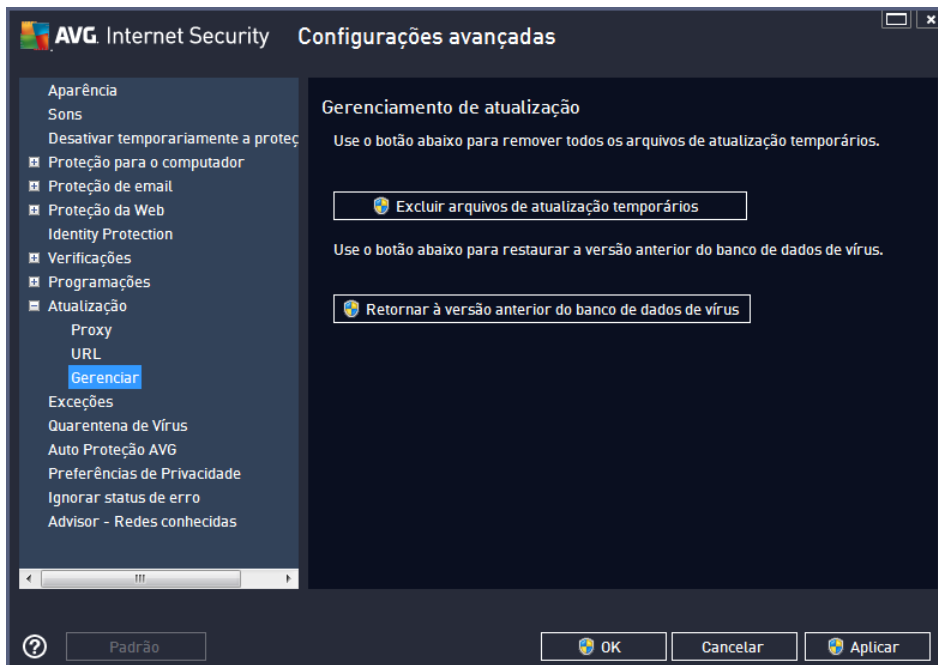 AVG. Internet Security Configurações avançadas
Aparência
Sons
Desativar temporariamente a proteç
Proteção para o computador
Proteção de email
Proteção da Web
Identity Protection
Verificações
Programações
Atualização
Proxy
URL
Gerenciar
Exceções
Quarentena de Vírus
Auto Proteção AVG
Preferências de Privacidade
Ignorar status de erro
Advisor - Redes conhecidas
Gerenciamento de atualização
Use o botão abaixo para remover todos os arquivos de atualização temporários.
Excluir arquivos de atualização temporários
Use o botão abaixo para restaurar a versão anterior do banco de dados de vírus.
Retornar à versão anterior do banco de dados de vírus
Padrão
OK
Cancelar
Aplicar